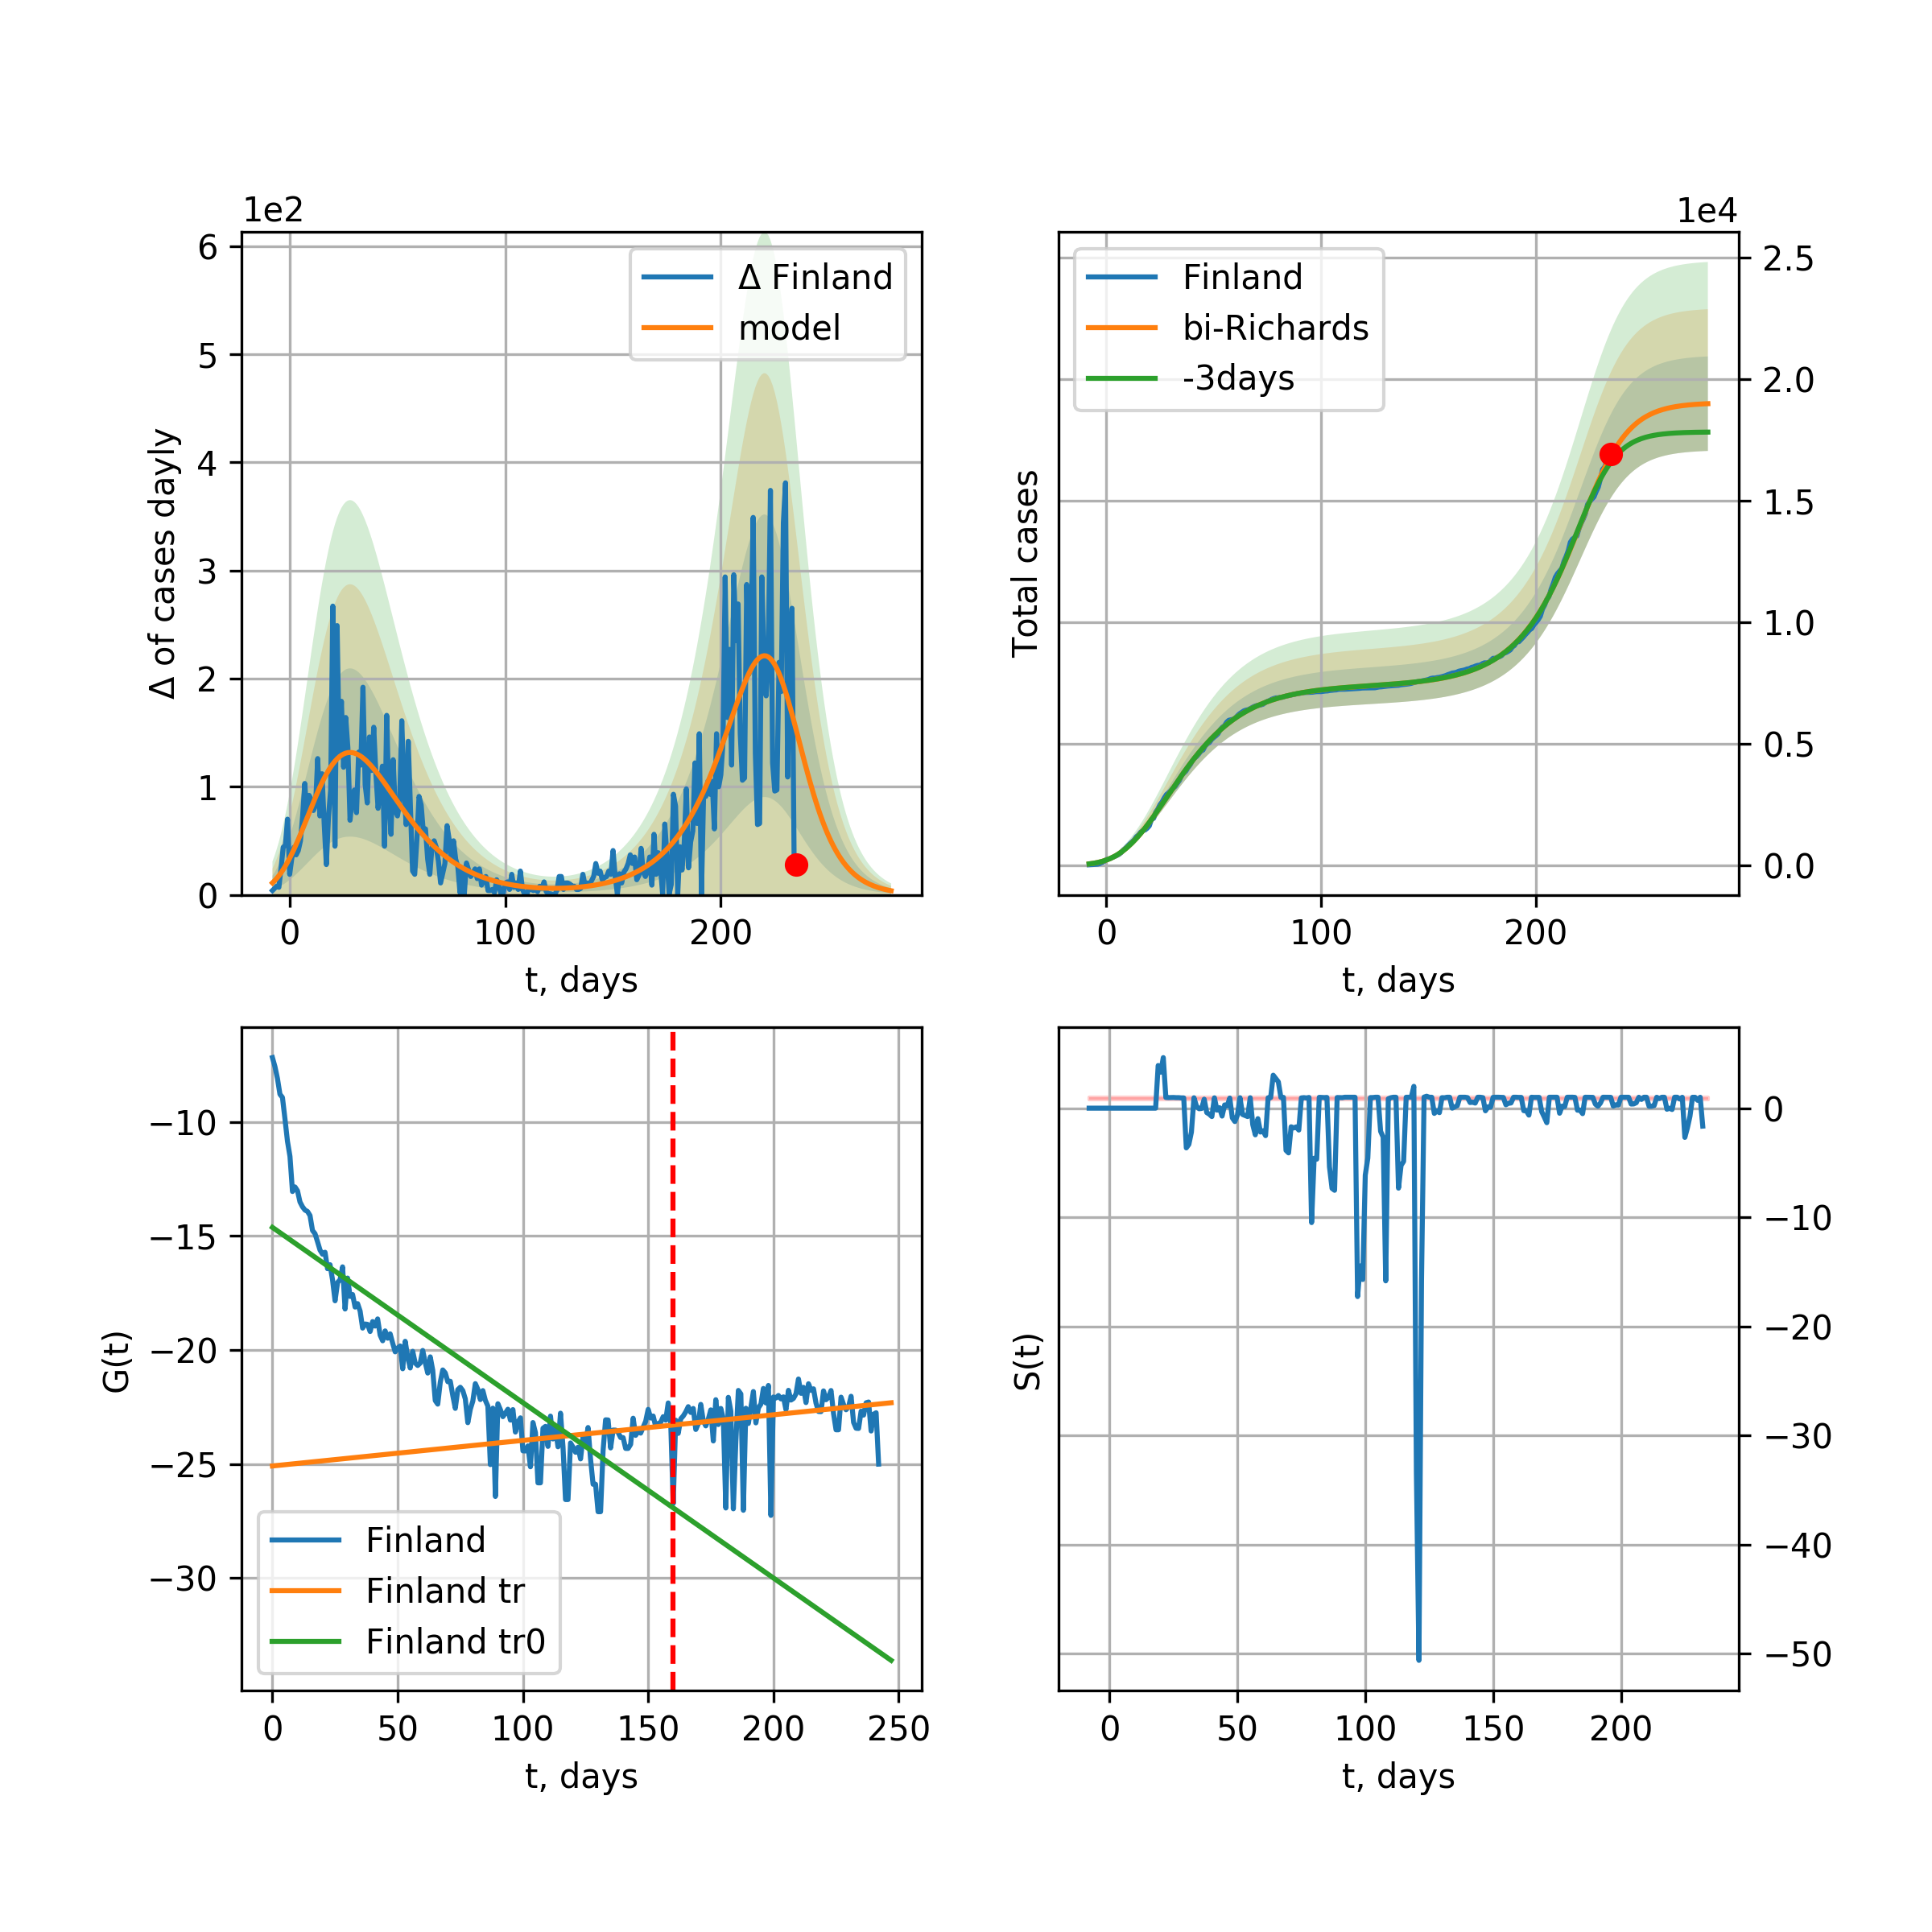 1e2
6
5
4
3
2
1
0
Δ of cases dayly
Δ Finland
model
0 100 200
t, days
1e4
Finland
bi-Richards
-3days
Total cases
2.5
2.0
1.5
1.0
0.5
0.0
0 100 200
t, days
−10
−15
−20
−25
−30
G(t)
Finland
Finland tr
Finland tr0
0 50 100 150 200 250
t, days
S(t)
0
−10
−20
−30
−40
−50
0 50 100 150 200
t, days